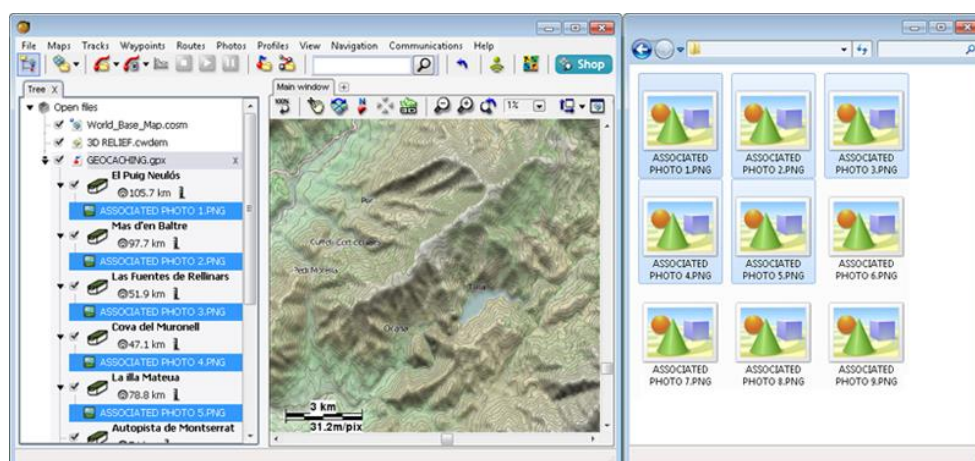 File Maps Tracks Waypoints Routes Photos Profiles View Navigation Communications Help
Shop
Tree X
Open files
World_Base_Map.cosm
3D RELIEF.cwdem
GEOCACHING.gpx x
El Puig Neulós
105.7 km
ASSOCIATED PHOTO 1.PNG
Mas d'en Baltre
97.7 km
ASSOCIATED PHOTO 2.PNG
Las Fuentes de Rellinars
51.9 km
ASSOCIATED PHOTO 3.PNG
Cova del Muronell
47.1 km
ASSOCIATED PHOTO 4.PNG
La illa Mateua
78.8 km
ASSOCIATED PHOTO 5.PNG
Autopista de Montserrat
Main window
100%
1%
3 km
31.2m/pix
ASSOCIATED
PHOTO 1.PNG
ASSOCIATED
PHOTO 2.PNG
ASSOCIATED
PHOTO 3.PNG
ASSOCIATED
PHOTO 4.PNG
ASSOCIATED
PHOTO 5.PNG
ASSOCIATED
PHOTO 6.PNG
ASSOCIATED
PHOTO 7.PNG
ASSOCIATED
PHOTO 8.PNG
ASSOCIATED
PHOTO 9.PNG